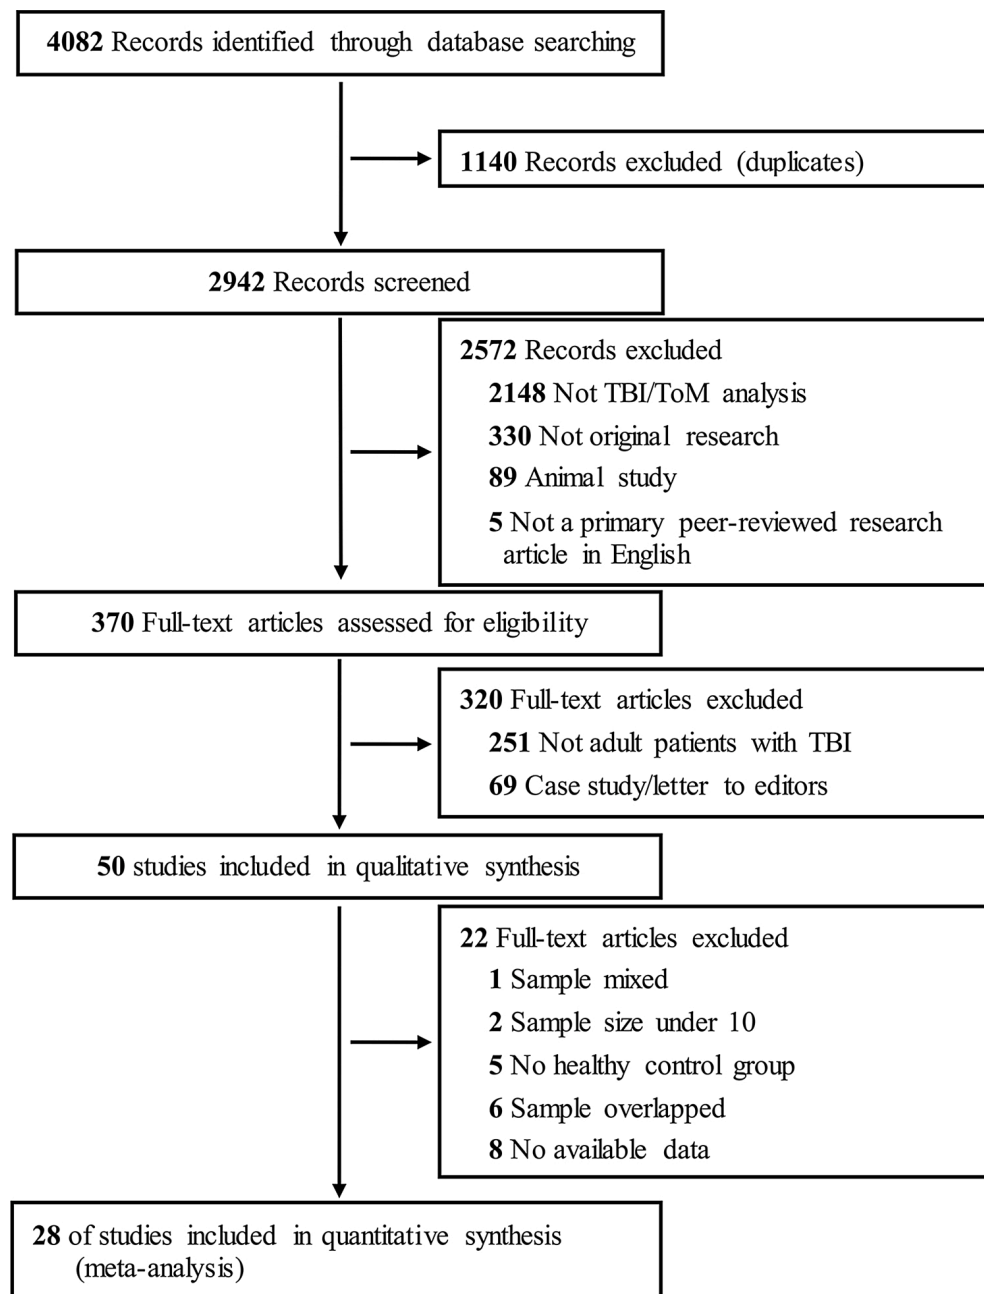 4082 Records identified through database searching
1140 Records excluded (duplicates)
2942 Records screened
2572 Records excluded
2148 Not TBI/ToM analysis
330 Not original research
89 Animal study
5 Not a primary peer-reviewed research
article in English
370 Full-text articles assessed for eligibility
320 Full-text articles excluded
251 Not adult patients with TBI
69 Case study/letter to editors
50 studies included in qualitative synthesis
22 Full-text articles excluded
1 Sample mixed
2 Sample size under 10
5 No healthy control group
6 Sample overlapped
8 No available data
28 of studies included in quantitative synthesis
(meta-analysis)